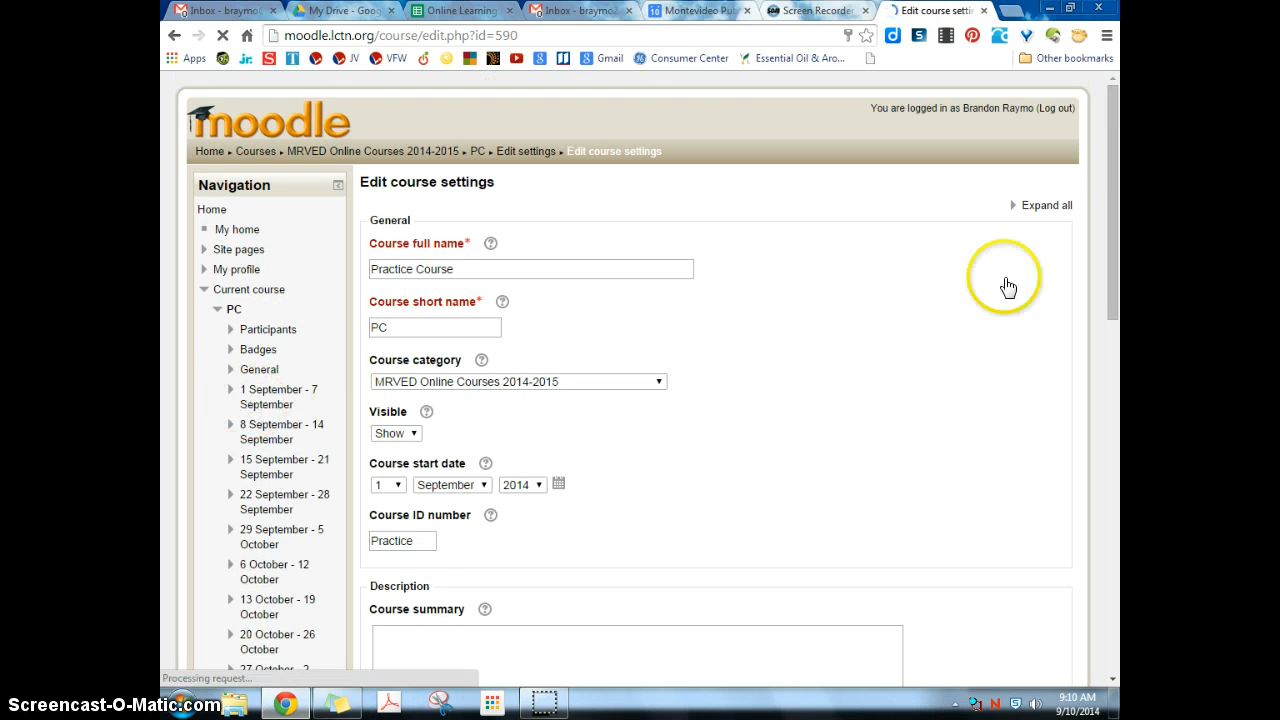 Inbox - braymo
My Drive - Goog
Online Learning
Inbox - braymo2
Montevideo Pub
Screen Recorder
Edit course setti
moodle.lctn.org/course/edit.php?id=590
Apps
Jr.
JV
VFW
Gmail
Consumer Center
Essential Oil & Aro...
Other bookmarks
moodle
You are logged in as Brandon Raymo (Log out)
Home ▸ Courses ▸ MRVED Online Courses 2014-2015 ▸ PC ▸ Edit settings ▸ Edit course settings
Navigation
Home
My home
Site pages
My profile
Current course
PC
Participants
Badges
General
1 September - 7
September
8 September - 14
September
15 September - 21
September
22 September - 28
September
29 September - 5
October
6 October - 12
October
13 October - 19
October
20 October - 26
October
27 October - 2
Edit course settings
Expand all
General
Course full name*
Practice Course
Course short name*
PC
Course category
MRVED Online Courses 2014-2015
Visible
Show
Course start date
1 September 2014
Course ID number
Practice
Description
Course summary
Processing request...
Screencast-O-Matic.com
9:10 AM
9/10/2014